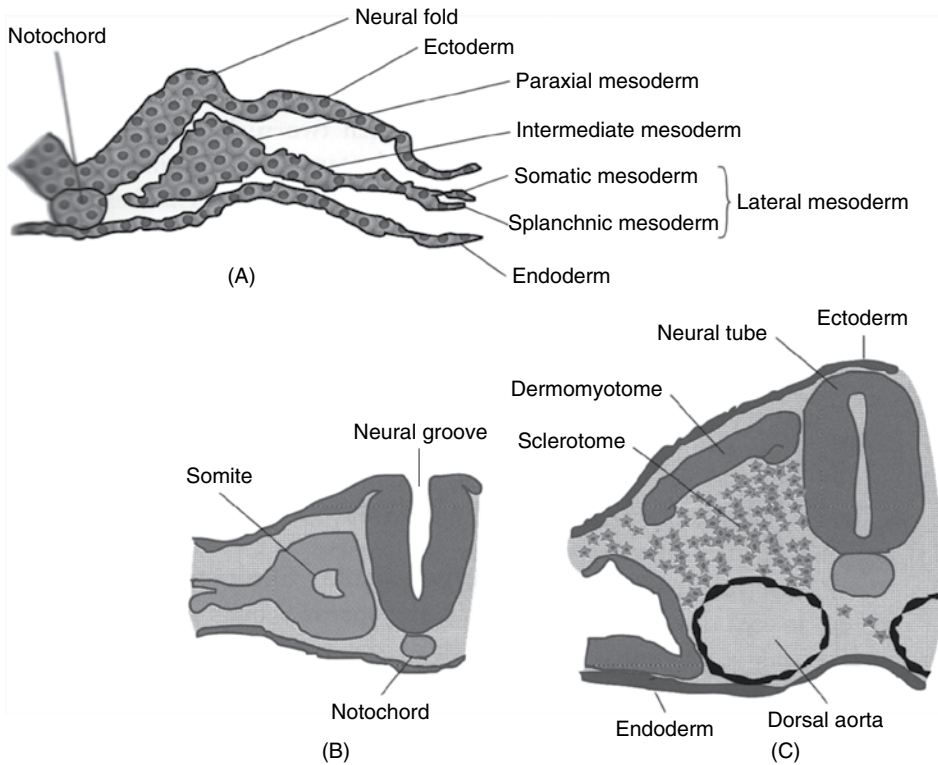 Neural fold
Notochord
Ectoderm
Paraxial mesoderm
Intermediate mesoderm
Somatic mesoderm
Lateral mesoderm
Splanchnic mesoderm
Endoderm
(A)
Neural groove
Somite
Notochord
(B)
Ectoderm
Neural tube
Dermomyotome
Sclerotome
Endoderm
Dorsal aorta
(C)